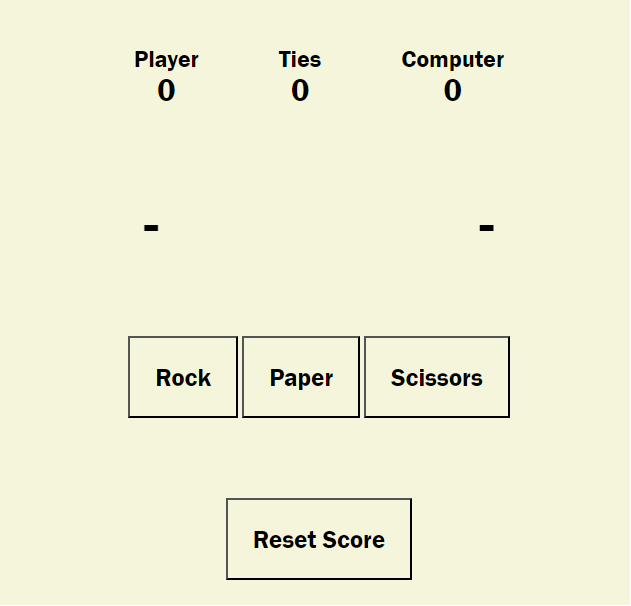 Player Ties Computer
0 0 0
- -
Rock Paper Scissors
Reset Score